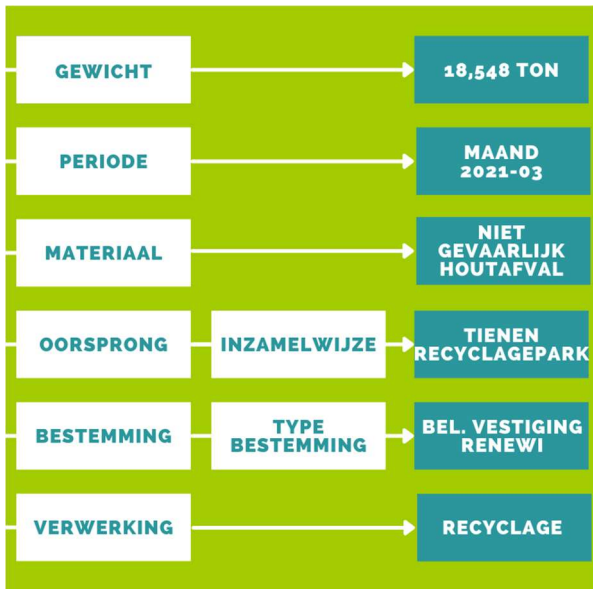 GEWICHT
18,548 TON
PERIODE
MAAND
2021-03
MATERIAAL
NIET
GEVAARLIJK
HOUTAFVAL
OORSPRONG
INZAMELWIJZE
TIENEN
RECYCLAGEPARK
BESTEMMING
TYPE
BESTEMMING
BEL. VESTIGING
RENEWI
VERWERKING
RECYCLAGE